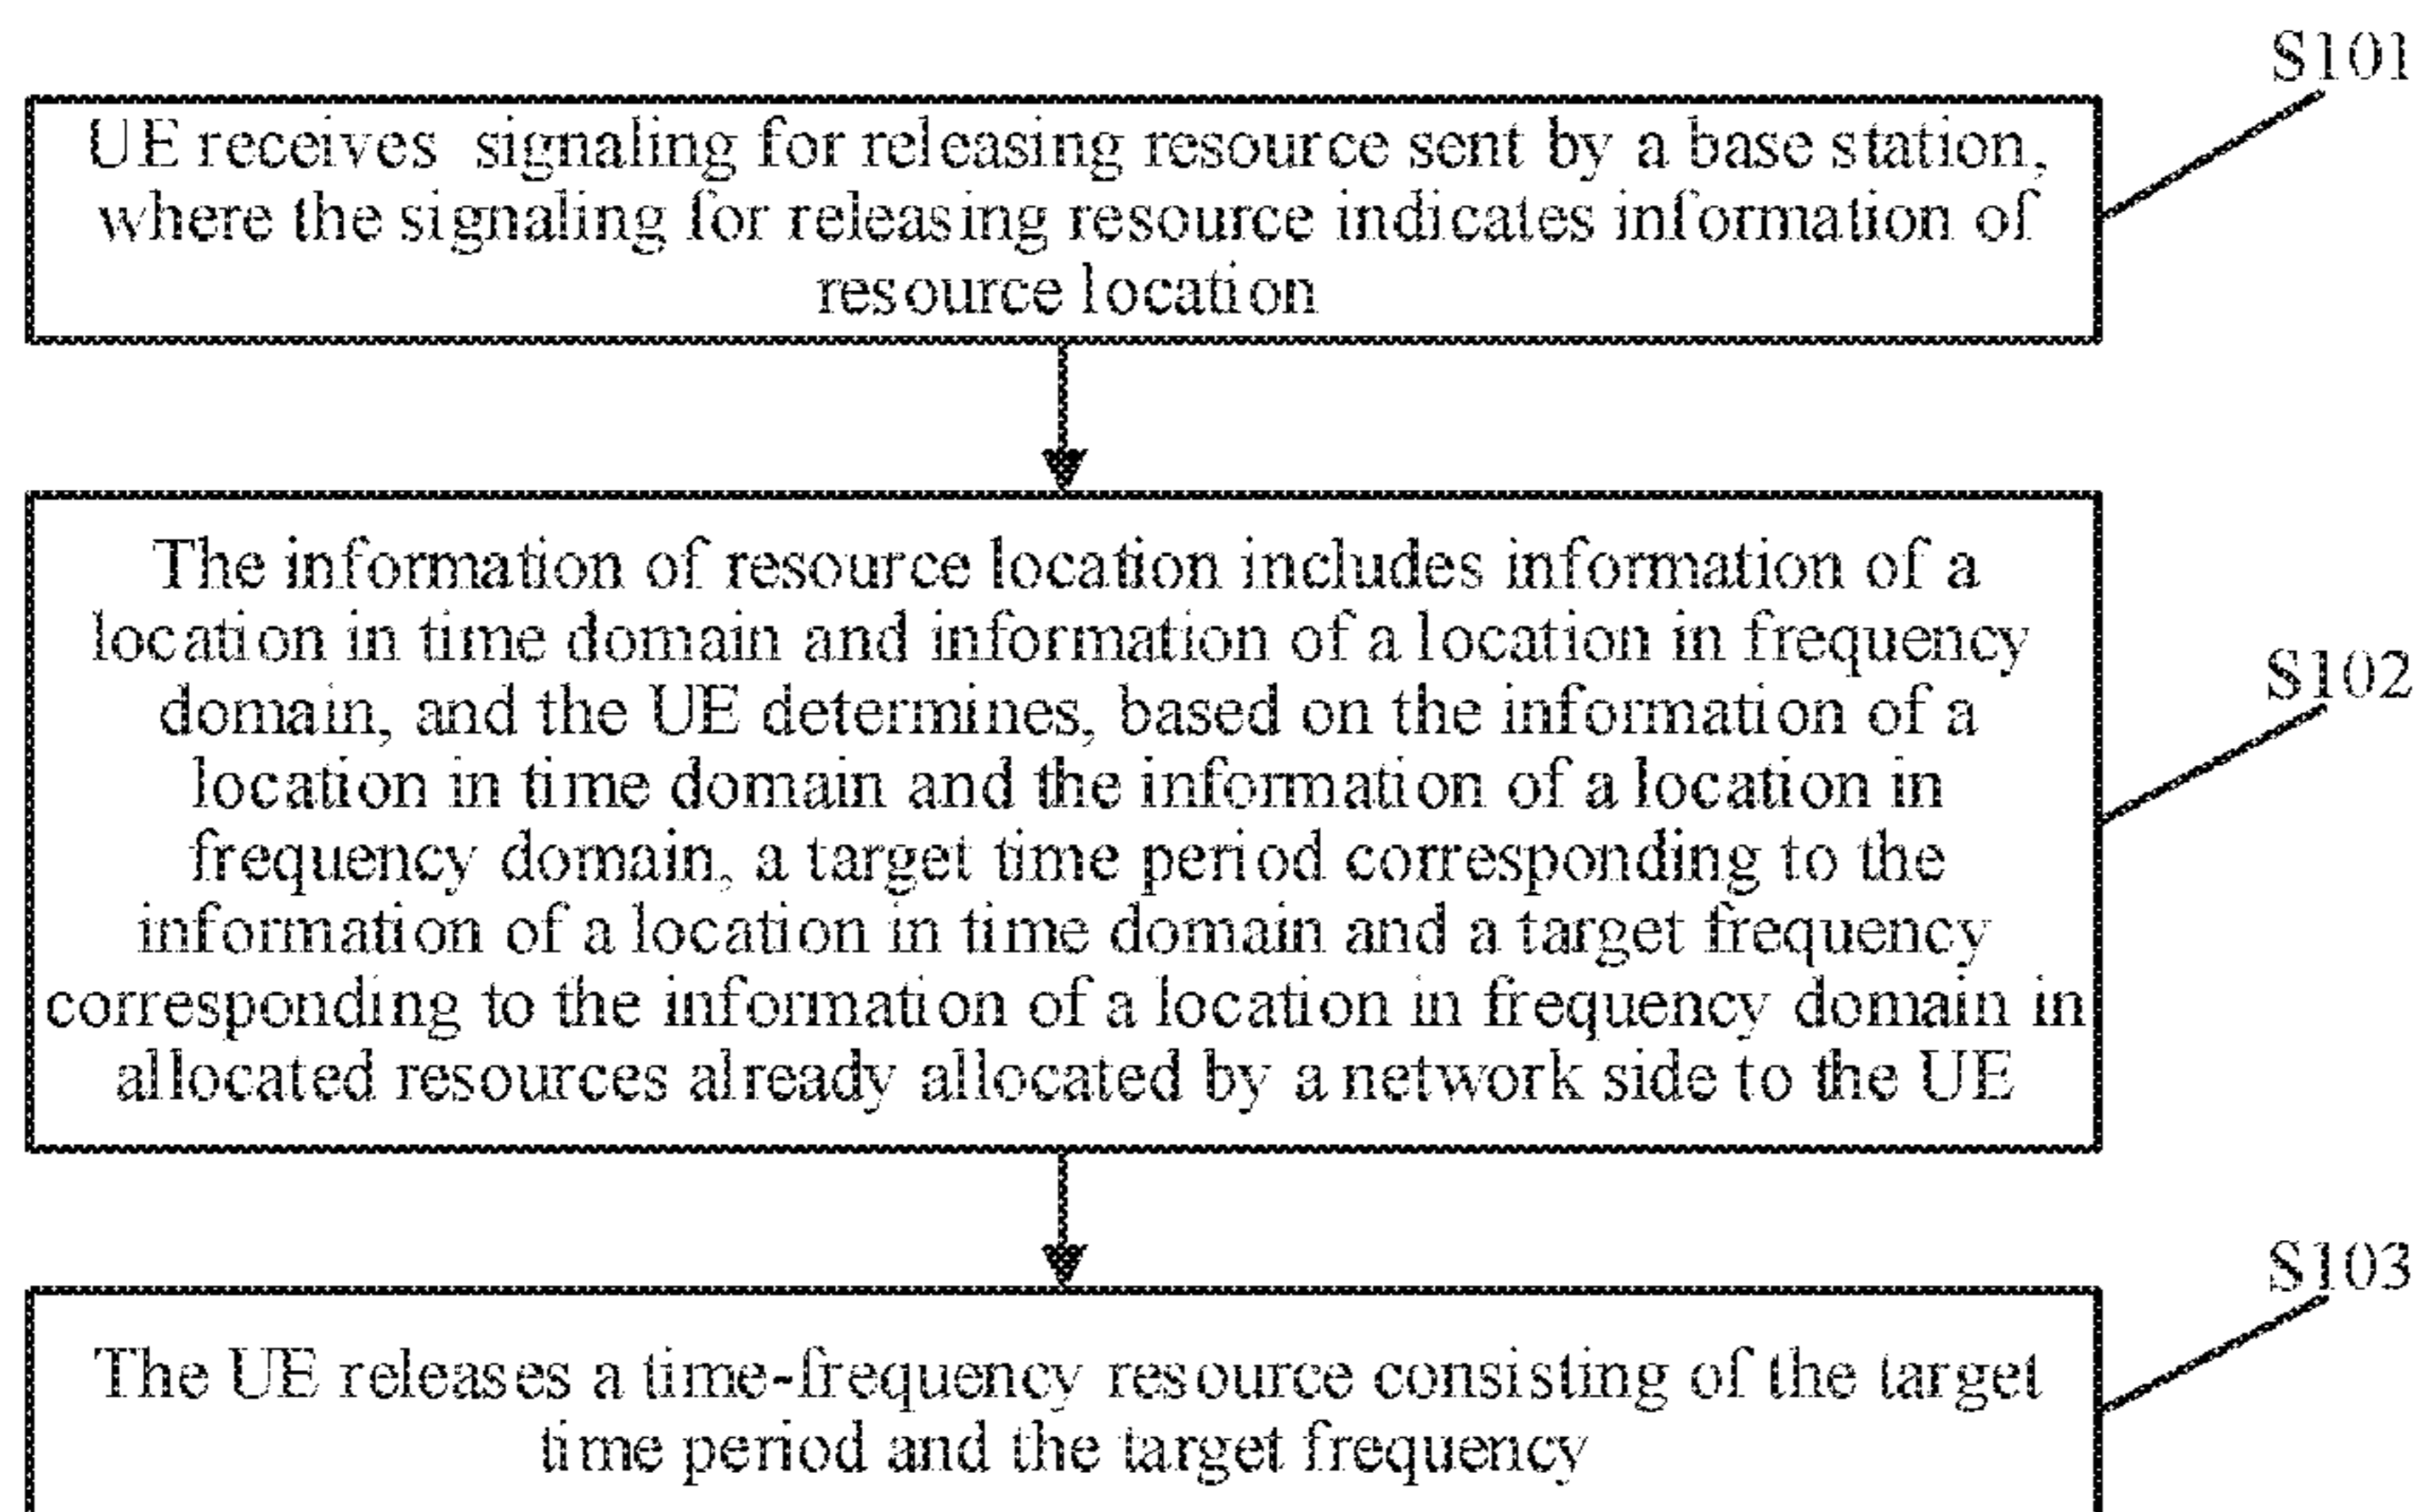 S101
UE receives signaling for releasing resource sent by a base station,
where the signaling for releasing resource indicates information of
resource location
The information of resource location includes information of a
location in time domain and information of a location in frequency
domain, and the UE determines, based on the information of a
location in time domain and the information of a location in
frequency domain, a target time period corresponding to the
information of a location in time domain and a target frequency
corresponding to the information of a location in frequency domain in
allocated resources already allocated by a network side to the UE
S102
S103
The UE releases a time-frequency resource consisting of the target
time period and the target frequency